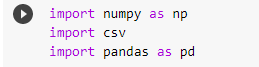 import numpy as np
import csv
import pandas as pd